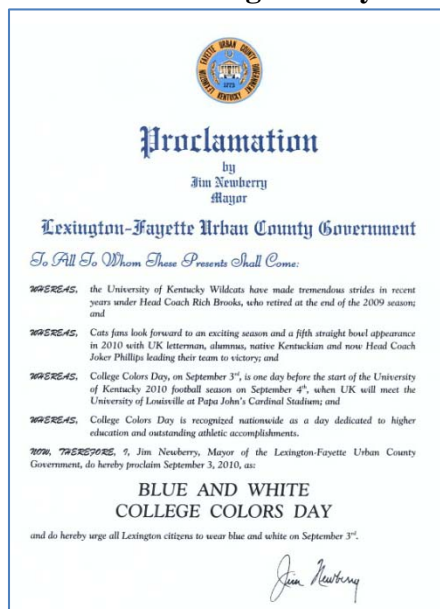 LEXINGTON FAYETTE URBAN COUNTY GOVERNMENT
1775
KENTUCKY
Proclamation
by
Jim Newberry
Mayor
Lexington-Fayette Urban County Government
To All To Whom These Presents Shall Come:
WHEREAS, the University of Kentucky Wildcats have made tremendous strides in recent
years under Head Coach Rich Brooks, who retired at the end of the 2009 season;
and
WHEREAS, Cats fans look forward to an exciting season and a fifth straight bowl appearance
in 2010 with UK letterman, alumnus, native Kentuckian and now Head Coach
Joker Phillips leading their team to victory; and
WHEREAS, College Colors Day, on September 3rd, is one day before the start of the University
of Kentucky 2010 football season on September 4th, when UK will meet the
University of Louisville at Papa John's Cardinal Stadium; and
WHEREAS, College Colors Day is recognized nationwide as a day dedicated to higher
education and outstanding athletic accomplishments.
NOW, THEREFORE, I, Jim Newberry, Mayor of the Lexington-Fayette Urban County
Government, do hereby proclaim September 3, 2010, as:
BLUE AND WHITE
COLLEGE COLORS DAY
and do hereby urge all Lexington citizens to wear blue and white on September 3rd.
Jim Newberry